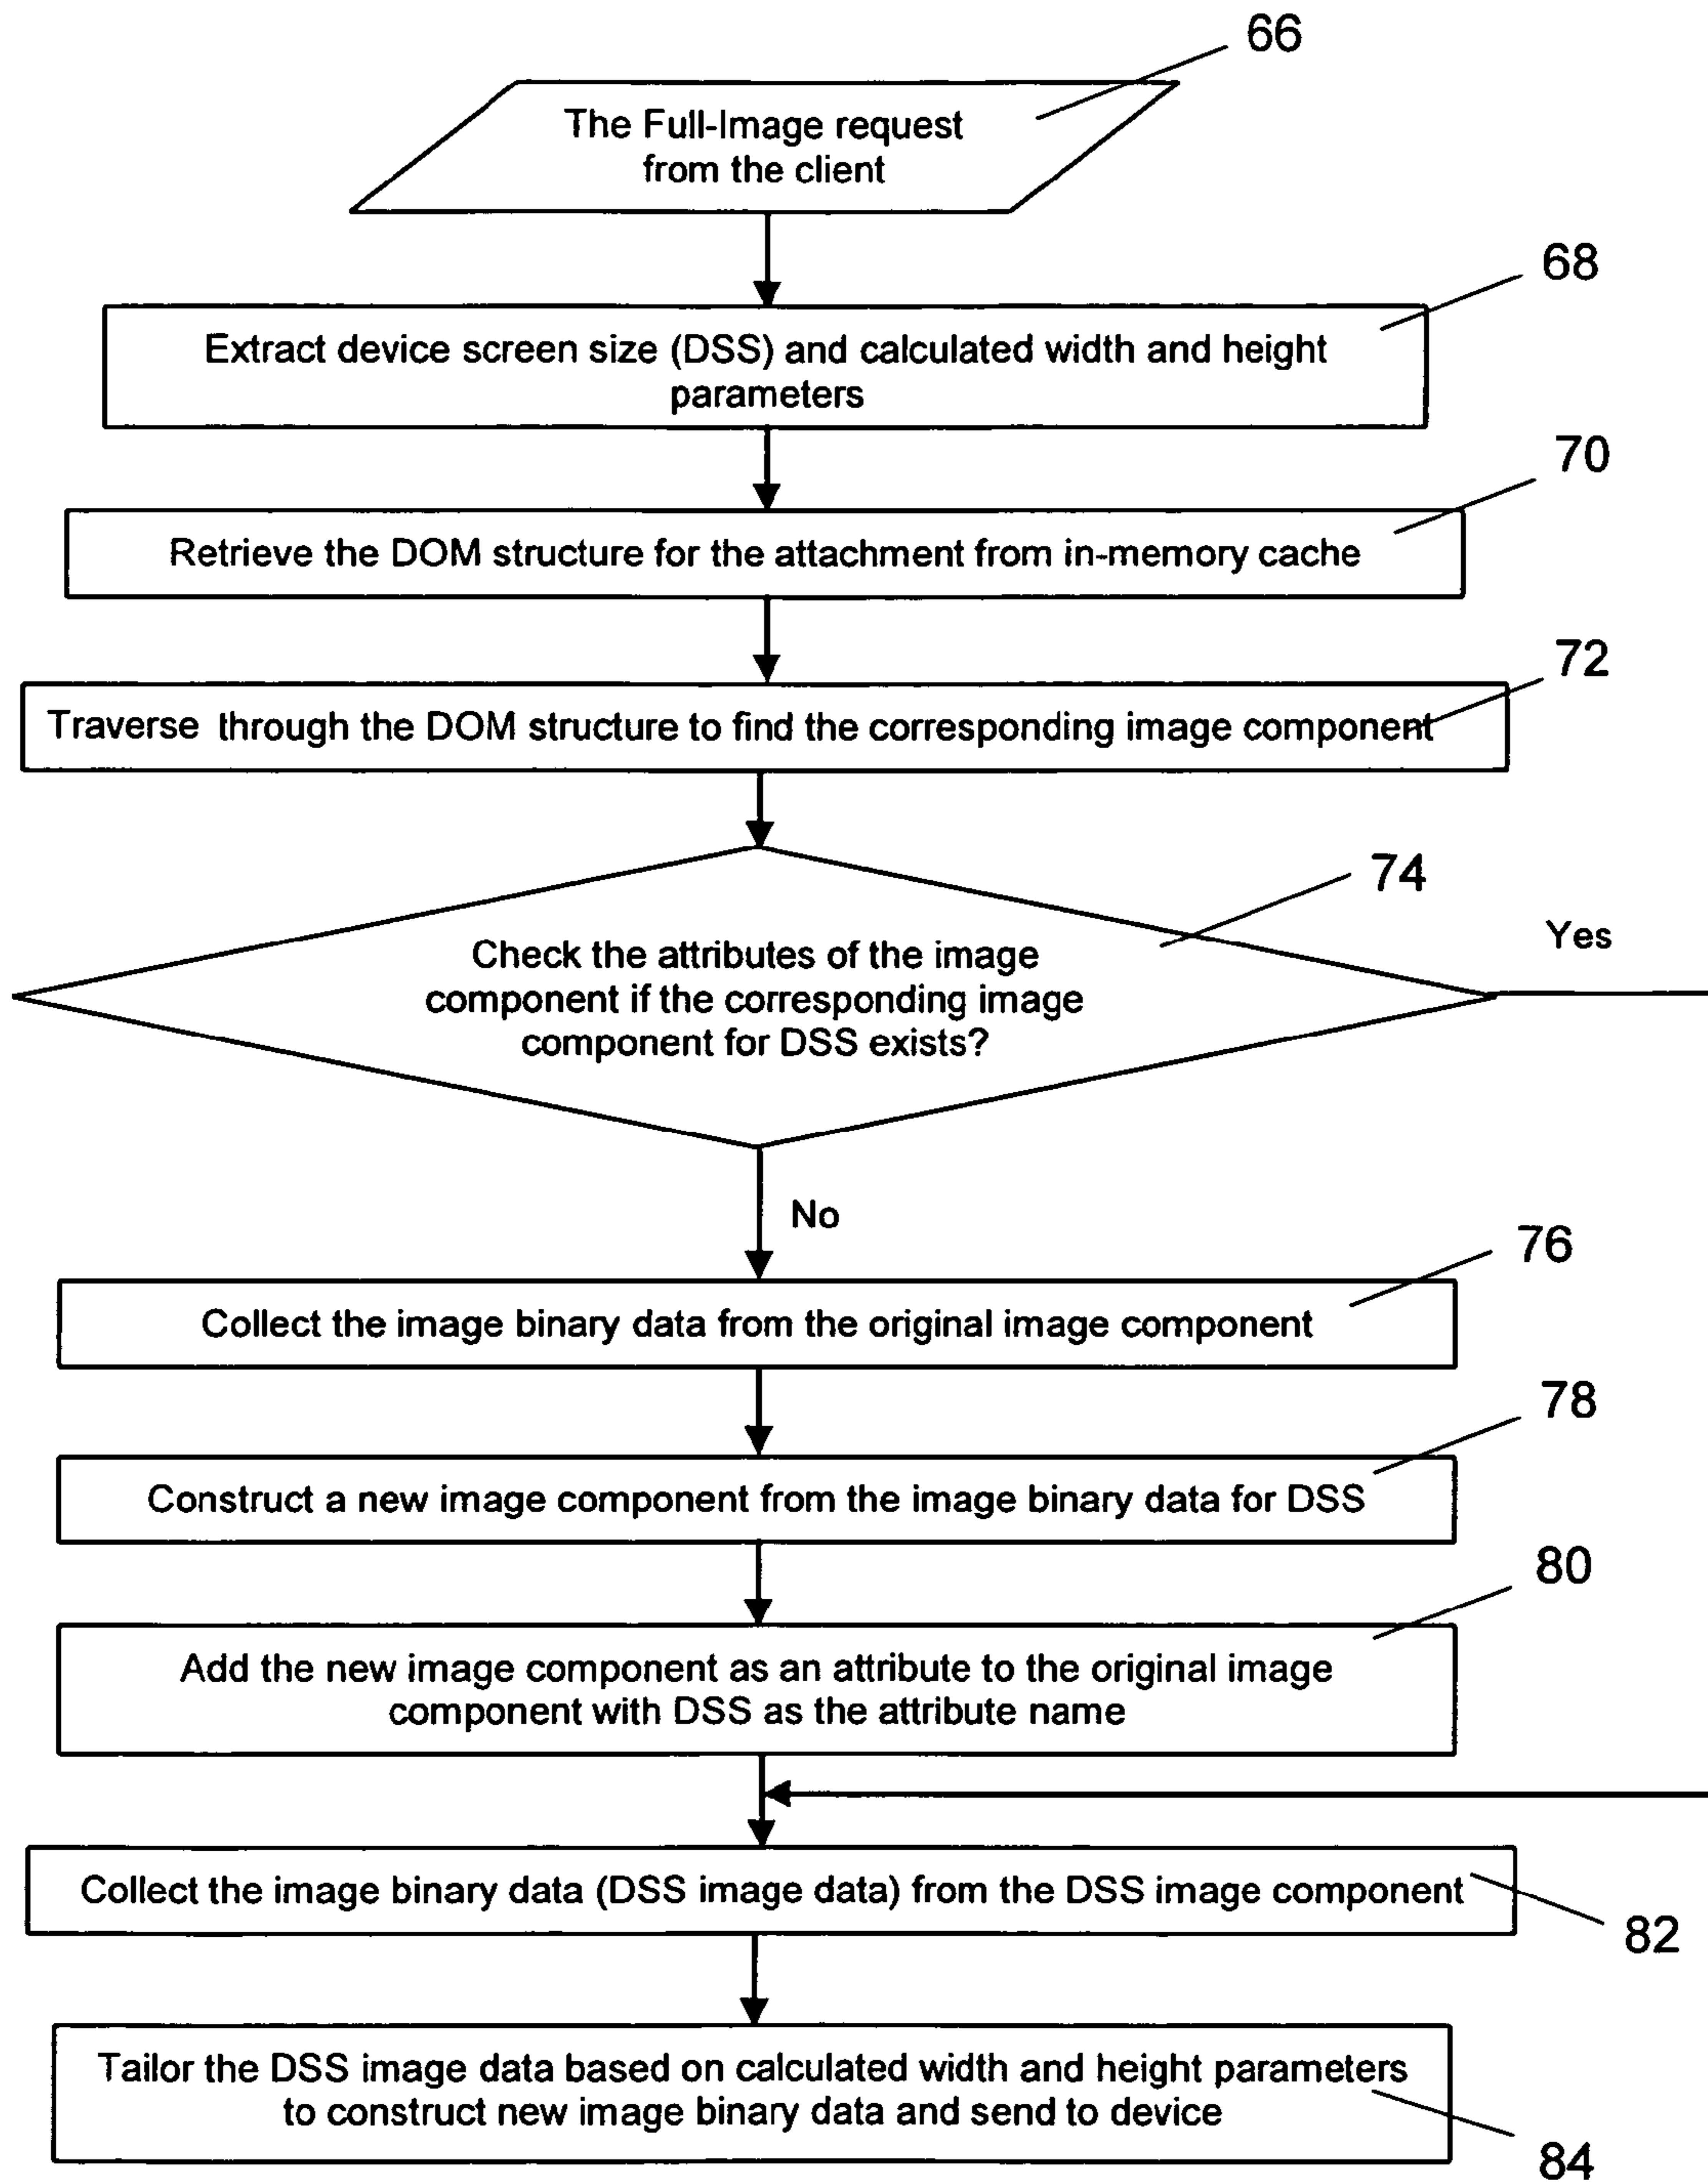 66
The Full-Image request
from the client
68
Extract device screen size (DSS) and calculated width and height
parameters
70
Retrieve the DOM structure for the attachment from in-memory cache
72
Traverse through the DOM structure to find the corresponding image component
74
Yes
Check the attributes of the image
component if the corresponding image
component for DSS exists?
No
76
Collect the image binary data from the original image component
78
Construct a new image component from the image binary data for DSS
80
Add the new image component as an attribute to the original image
component with DSS as the attribute name
Collect the image binary data (DSS image data) from the DSS image component
82
Tailor the DSS image data based on calculated width and height parameters
to construct new image binary data and send to device
84